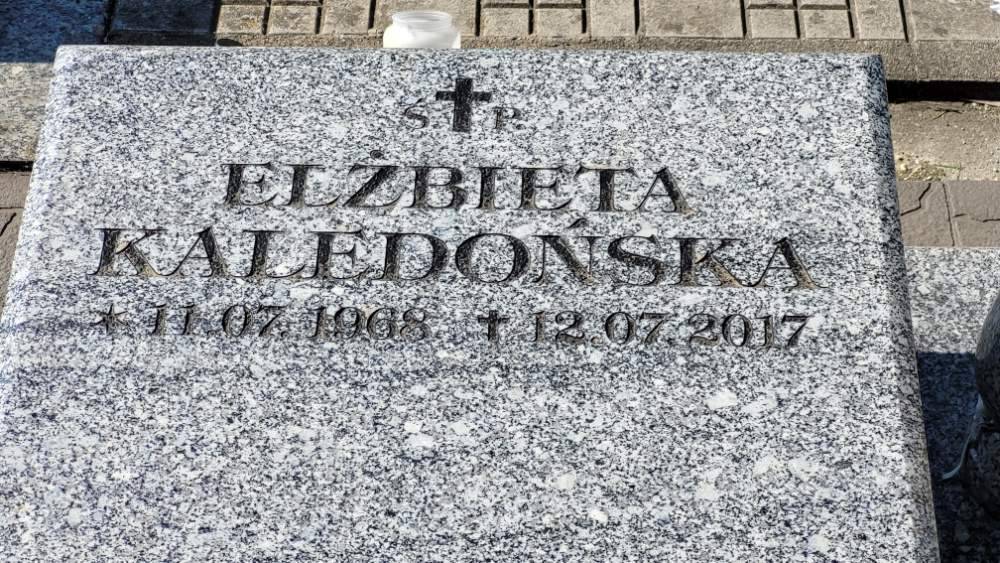 Ś † P.
ELŻBIETA
KALEDOŃSKA
* 11.07.1968 † 12.07.2017